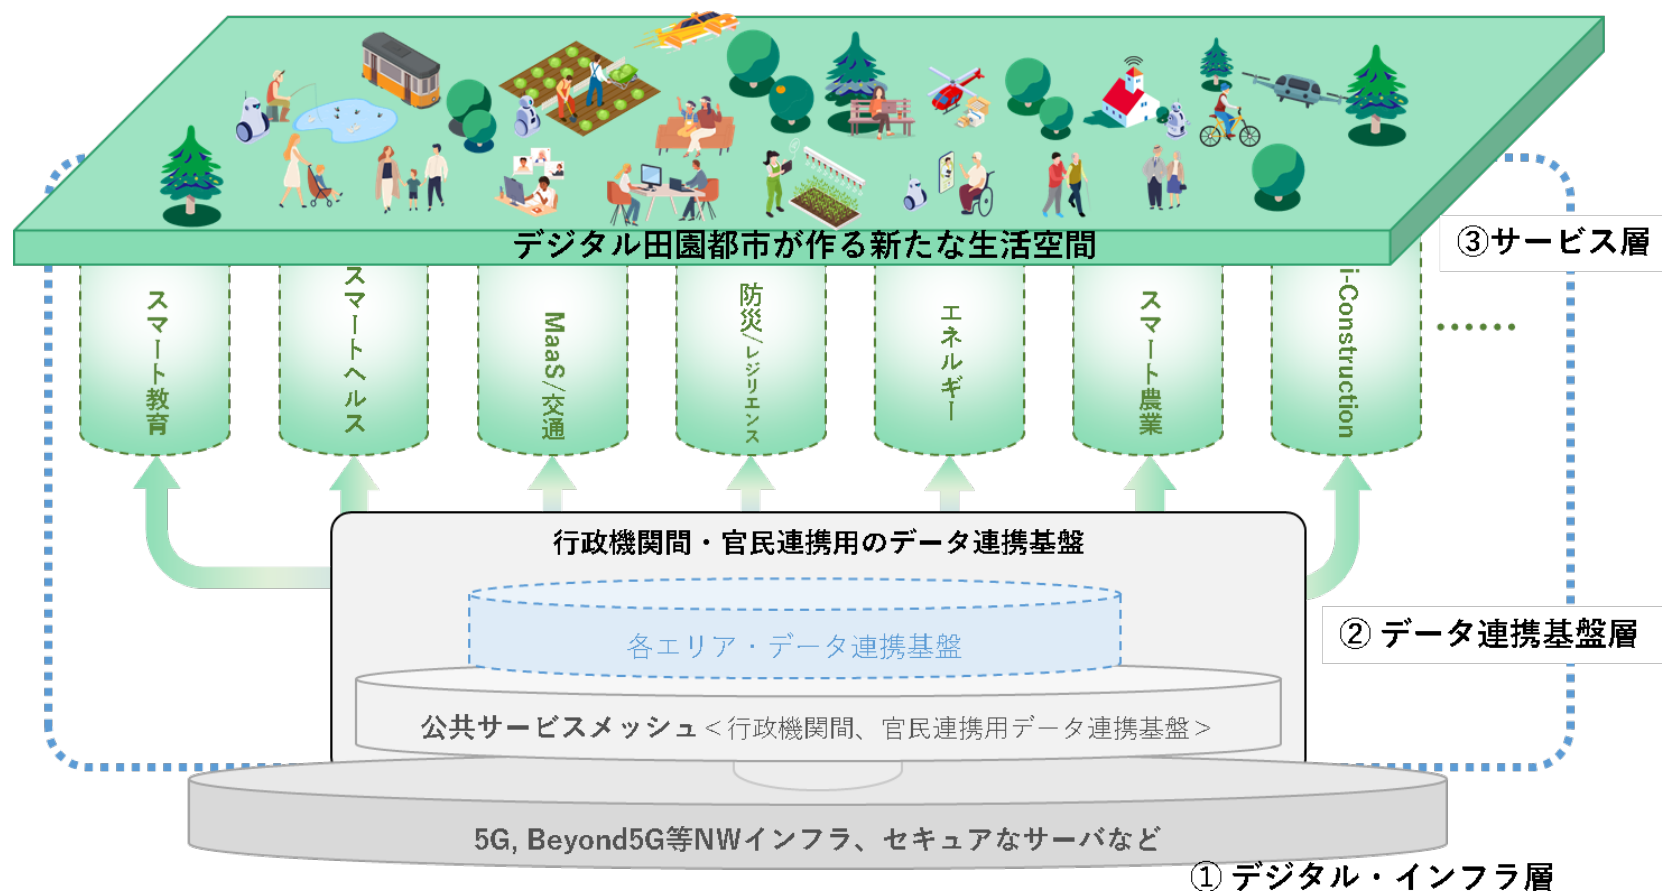 デジタル田園都市が作る新たな生活空間
③サービス層
スマート教育
スマートヘルス
MaaS/交通
防災/レジリエンス
エネルギー
スマート農業
i-Construction
……
行政機関間・官民連携用のデータ連携基盤
各エリア・データ連携基盤
② データ連携基盤層
公共サービスメッシュ＜行政機関間、官民連携用データ連携基盤＞
5G, Beyond5G等NWインフラ、セキュアなサーバなど
① デジタル・インフラ層